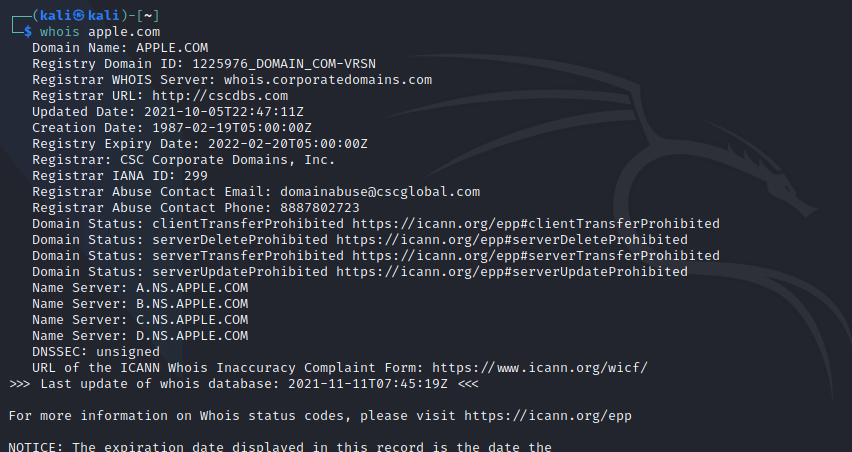 ┌──(kali㉿kali)-[~]
└─$ whois apple.com
Domain Name: APPLE.COM
Registry Domain ID: 1225976_DOMAIN_COM-VRSN
Registrar WHOIS Server: whois.corporatedomains.com
Registrar URL: http://cscdbs.com
Updated Date: 2021-10-05T22:47:11Z
Creation Date: 1987-02-19T05:00:00Z
Registry Expiry Date: 2022-02-20T05:00:00Z
Registrar: CSC Corporate Domains, Inc.
Registrar IANA ID: 299
Registrar Abuse Contact Email: domainabuse@cscglobal.com
Registrar Abuse Contact Phone: 8887802723
Domain Status: clientTransferProhibited https://icann.org/epp#clientTransferProhibited
Domain Status: serverDeleteProhibited https://icann.org/epp#serverDeleteProhibited
Domain Status: serverTransferProhibited https://icann.org/epp#serverTransferProhibited
Domain Status: serverUpdateProhibited https://icann.org/epp#serverUpdateProhibited
Name Server: A.NS.APPLE.COM
Name Server: B.NS.APPLE.COM
Name Server: C.NS.APPLE.COM
Name Server: D.NS.APPLE.COM
DNSSEC: unsigned
URL of the ICANN Whois Inaccuracy Complaint Form: https://www.icann.org/wicf/
>>> Last update of whois database: 2021-11-11T07:45:19Z <<<
For more information on Whois status codes, please visit https://icann.org/epp
NOTICE: The expiration date displayed in this record is the date the